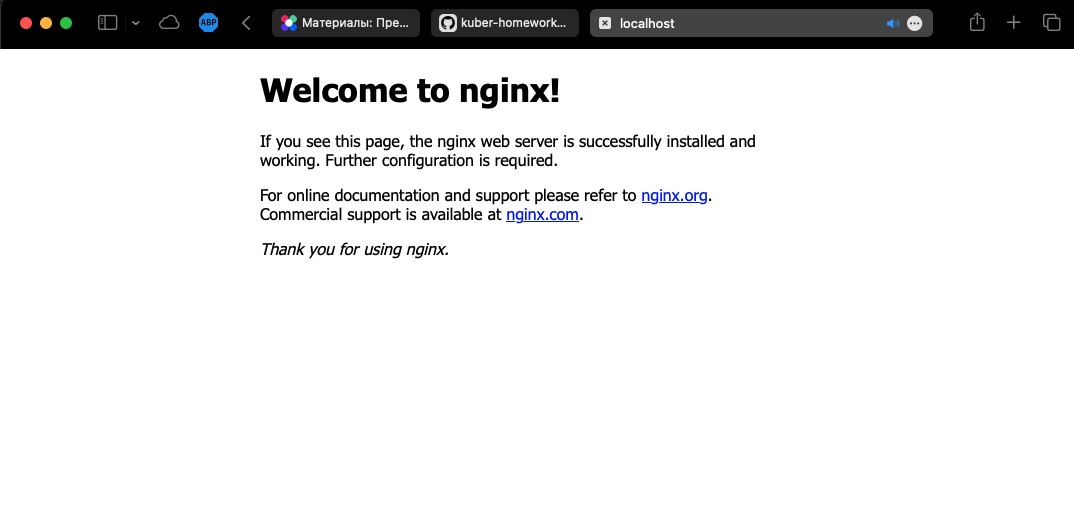 ABP
Материалы: Пре...
kuber-homework...
localhost
Welcome to nginx!
If you see this page, the nginx web server is successfully installed and
working. Further configuration is required.
For online documentation and support please refer to nginx.org.
Commercial support is available at nginx.com.
Thank you for using nginx.